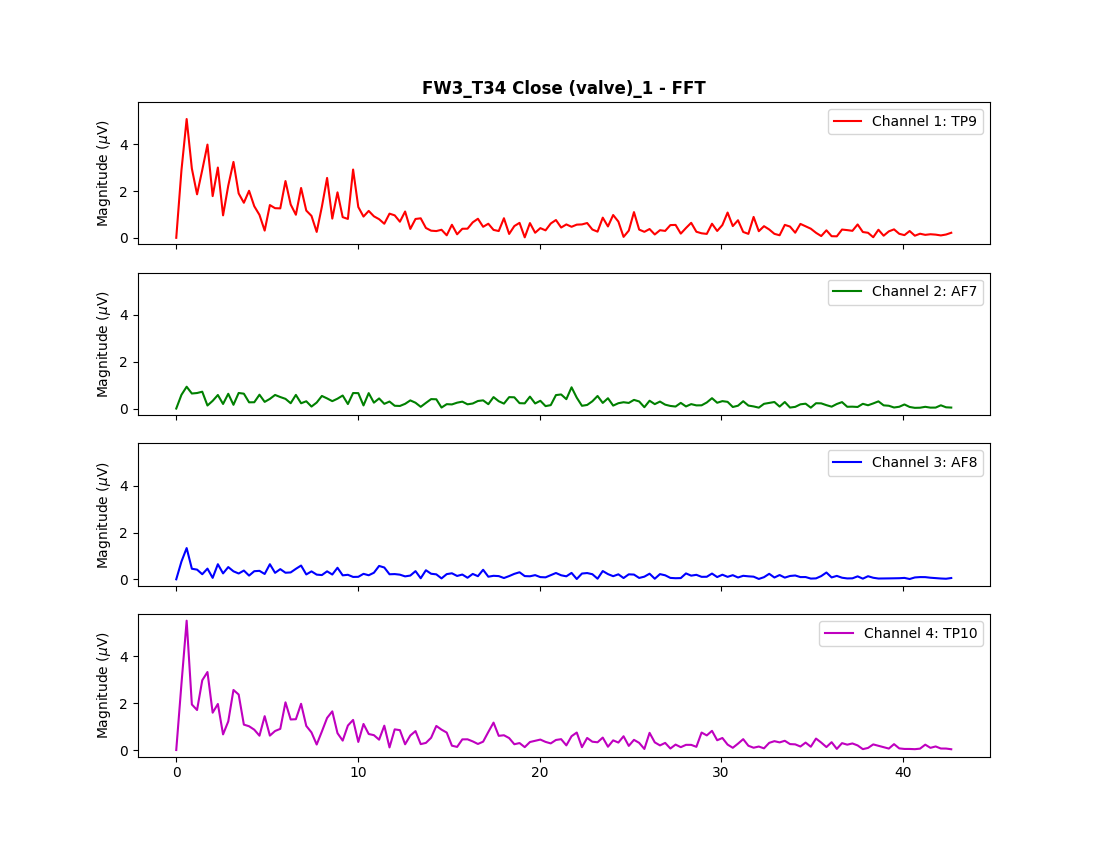 FW3_T34 Close (valve)_1 - FFT
Magnitude (μV)
4
2
0
Channel 1: TP9
Magnitude (μV)
4
2
0
Channel 2: AF7
Magnitude (μV)
4
2
0
Channel 3: AF8
Magnitude (μV)
4
2
0
Channel 4: TP10
0 10 20 30 40